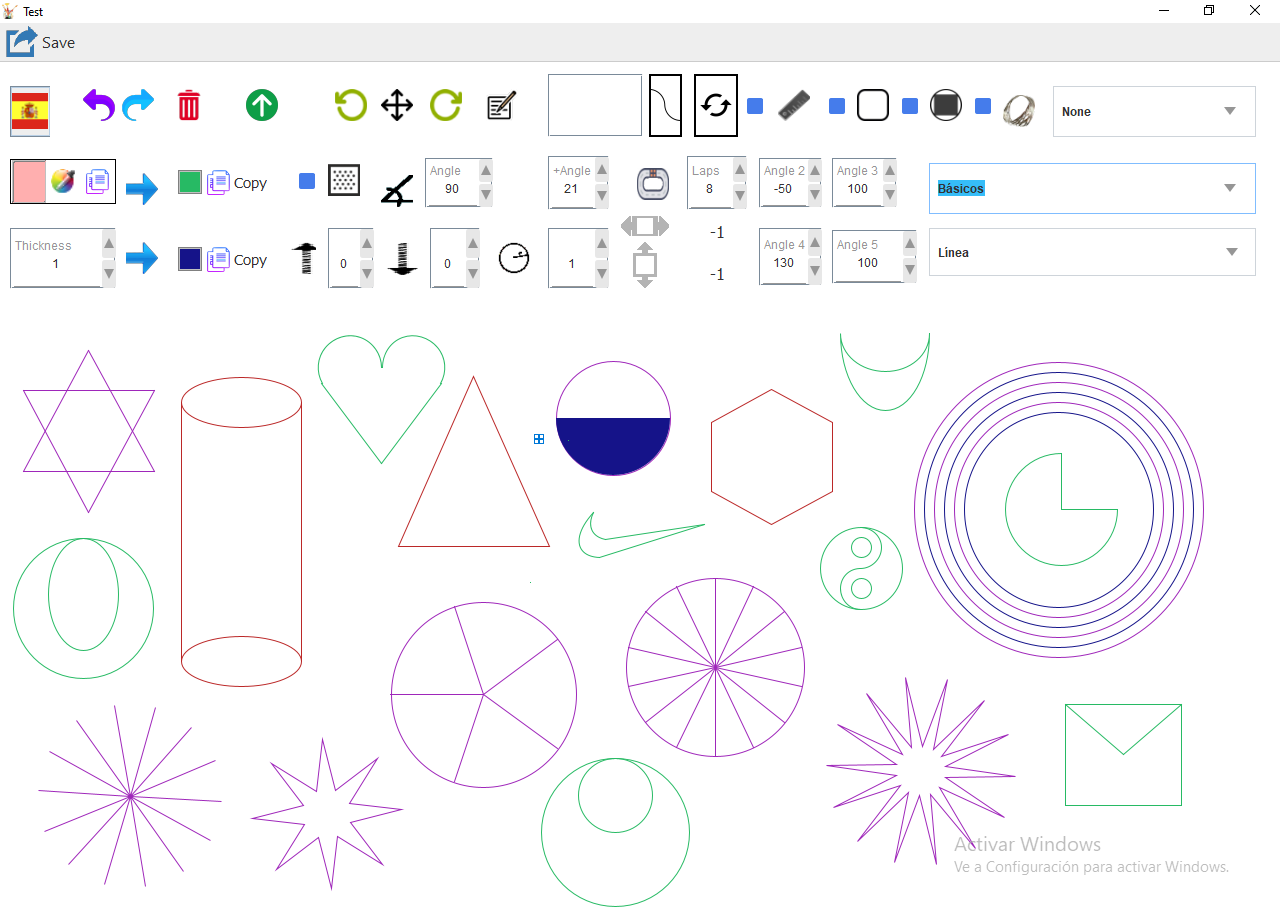 Test
Save
None
Copy
Angle
90
+Angle
21
Laps
8
Angle 2
-50
Angle 3
100
Básicos
Thickness
1
Copy
0
0
1
-1
-1
Angle 4
130
Angle 5
100
Línea
Activar Windows
Ve a Configuración para activar Windows.